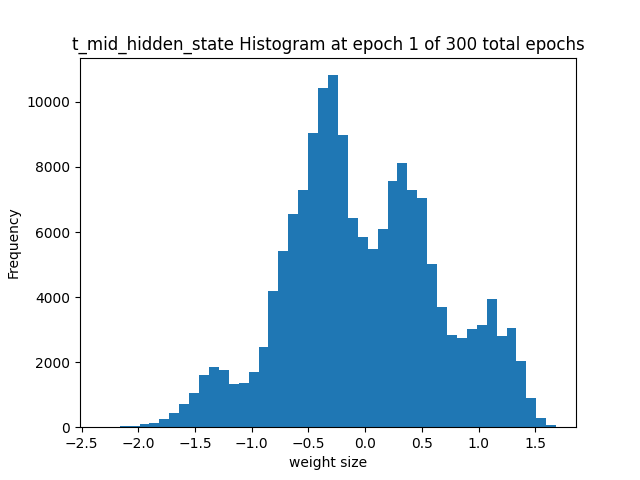 t_mid_hidden_state Histogram at epoch 1 of 300 total epochs
10000
8000
6000
4000
2000
0
Frequency
−2.5 −2.0 −1.5 −1.0 −0.5 0.0 0.5 1.0 1.5
weight size